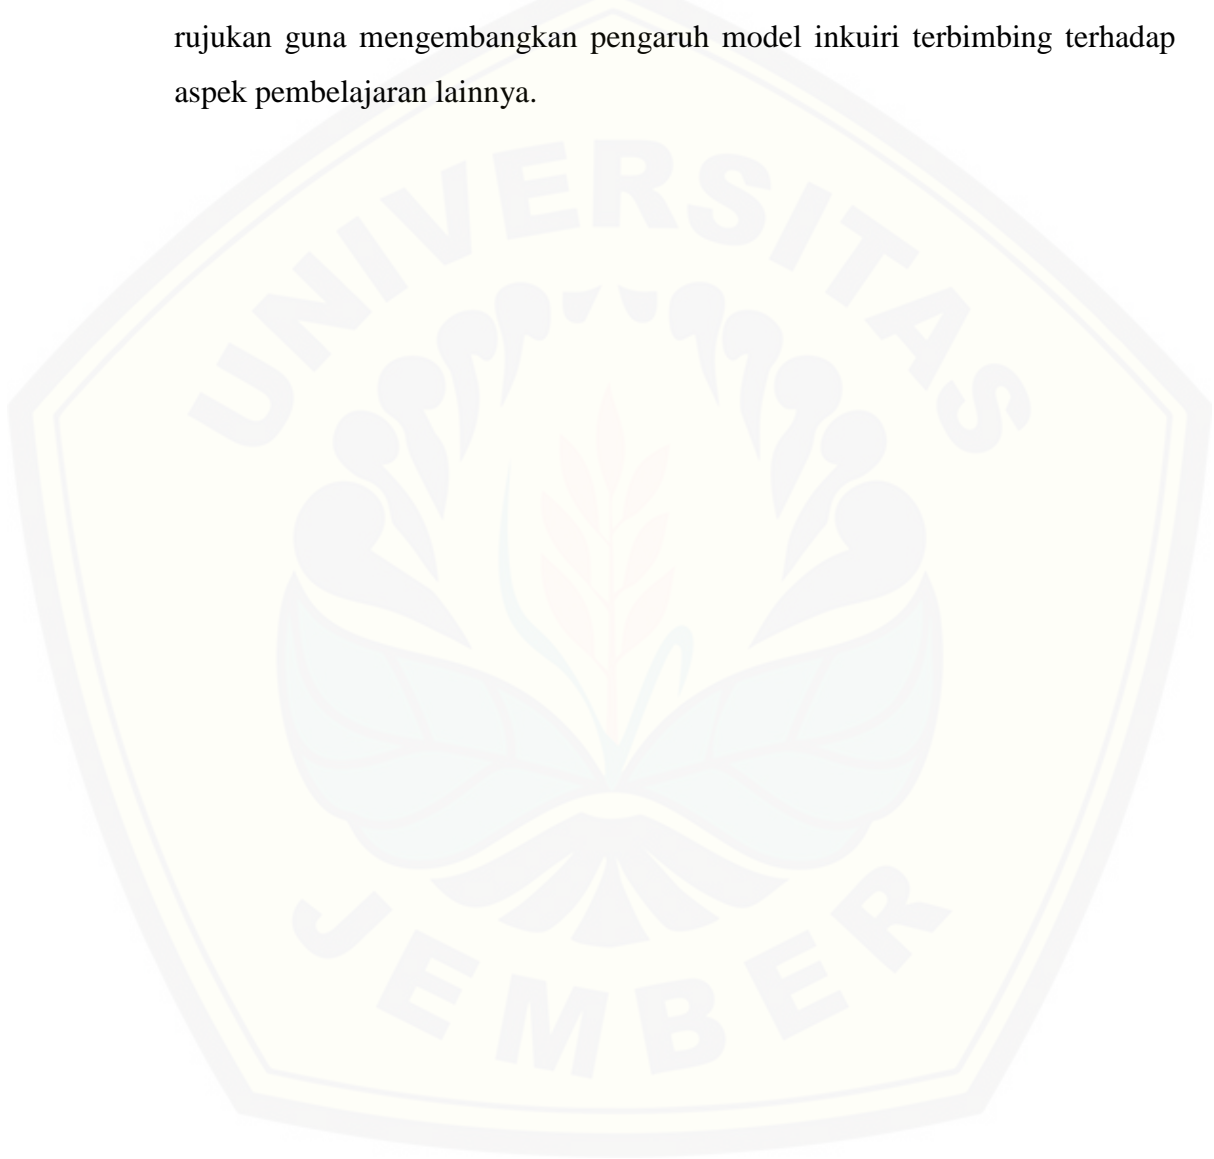 rujukan guna mengembangkan pengaruh model inkuiri terbimbing terhadap
aspek pembelajaran lainnya.
UNIVERSITAS
JEMBER